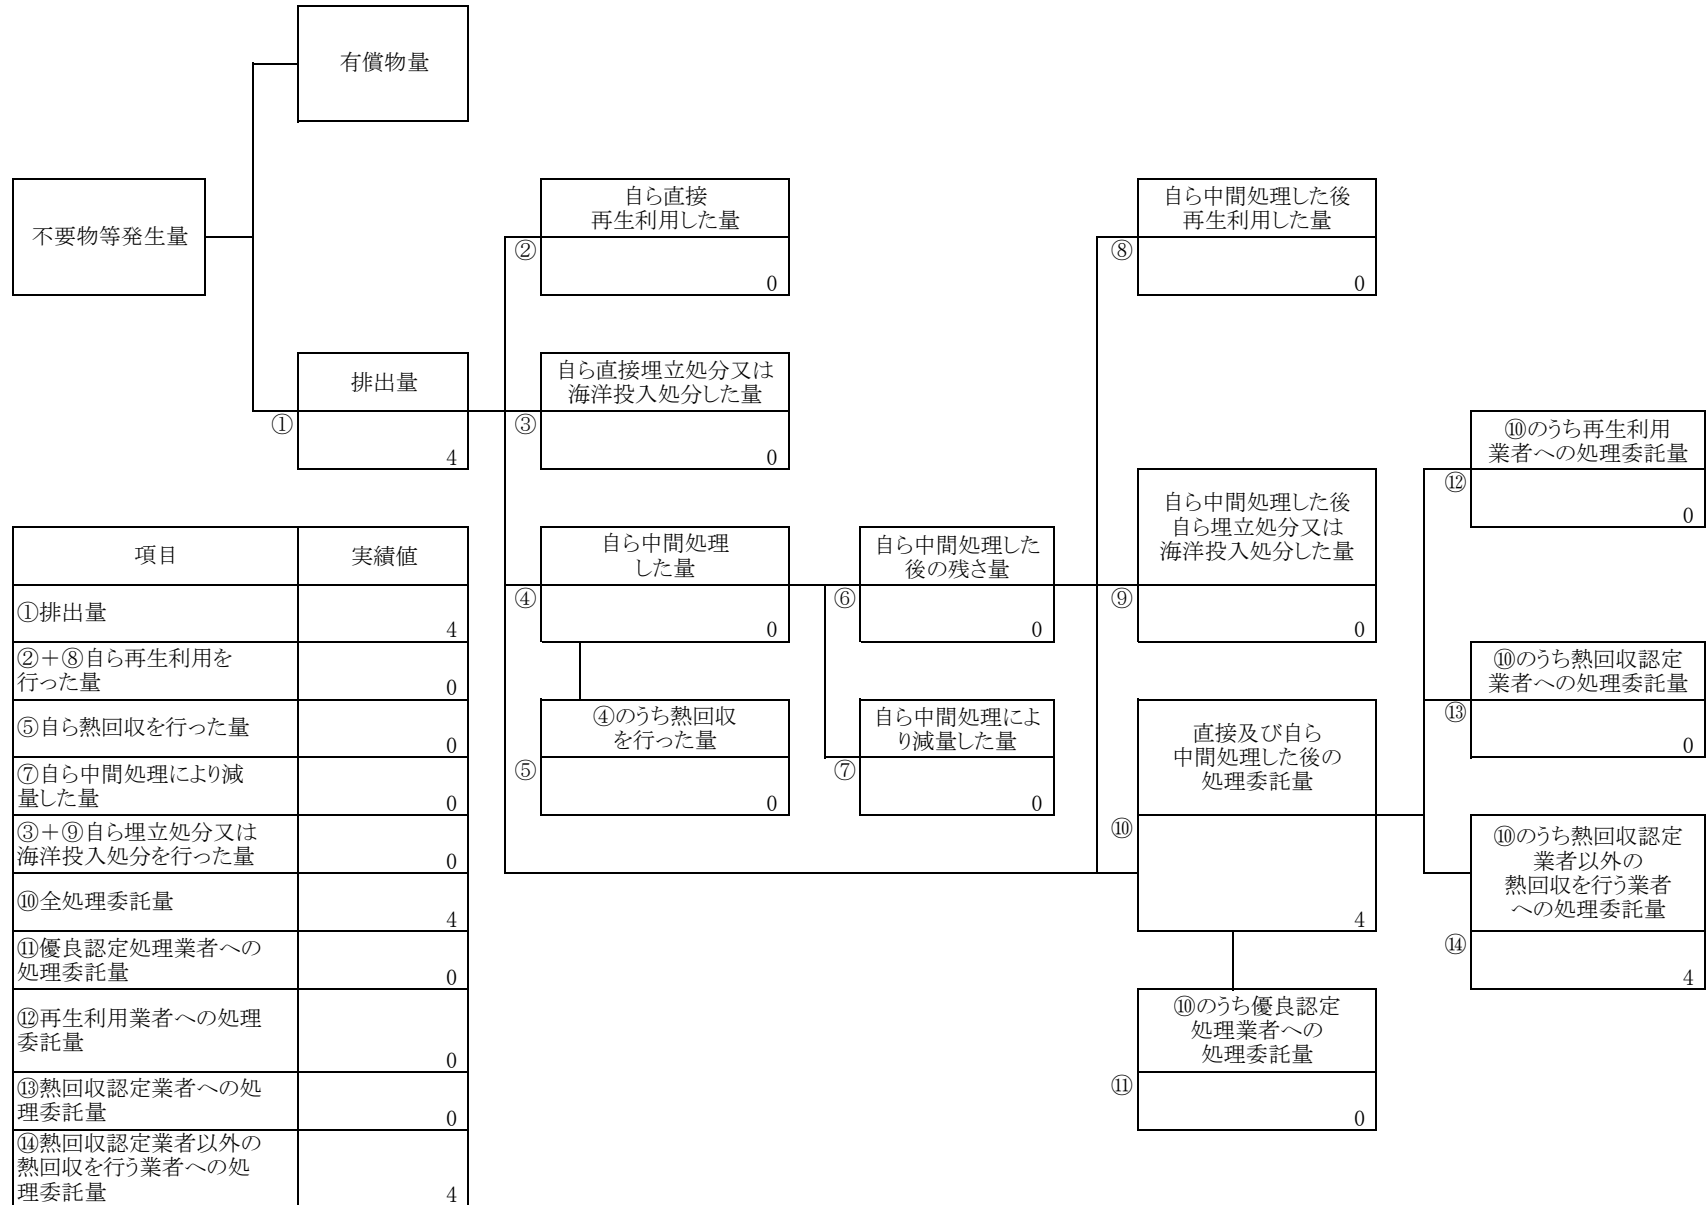 有償物量
不要物等発生量
自ら直接
再生利用した量
②
0
自ら中間処理した後
再生利用した量
⑧
0
排出量
①
4
自ら直接埋立処分又は
海洋投入処分した量
③
0
⑩のうち再生利用
業者への処理委託量
⑫
0
自ら中間処理
した量
④
0
自ら中間処理した
後の残さ量
⑥
0
自ら中間処理した後
自ら埋立処分又は
海洋投入処分した量
⑨
0
⑩のうち熱回収認定
業者への処理委託量
⑬
0
④のうち熱回収
を行った量
⑤
0
自ら中間処理によ
り減量した量
⑦
0
直接及び自ら
中間処理した後の
処理委託量
⑩
4
⑩のうち熱回収認定
業者以外の
熱回収を行う業者
への処理委託量
⑭
4
⑩のうち優良認定
処理業者への
処理委託量
⑪
0
項目 実績値
①排出量
4
②+⑧自ら再生利用を
行った量
0
⑤自ら熱回収を行った量
0
⑦自ら中間処理により減
量した量
0
③+⑨自ら埋立処分又は
海洋投入処分を行った量
0
⑩全処理委託量
4
⑪優良認定処理業者への
処理委託量
0
⑫再生利用業者への処理
委託量
0
⑬熱回収認定業者への処
理委託量
0
⑭熱回収認定業者以外の
熱回収を行う業者への処
理委託量
4